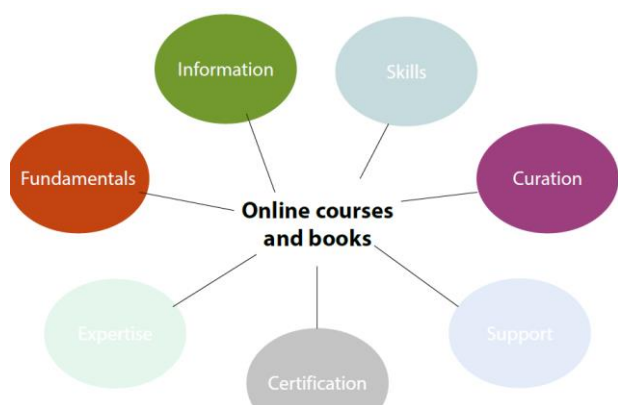 Information
Skills
Fundamentals
Curation
Online courses
and books
Expertise
Support
Certification